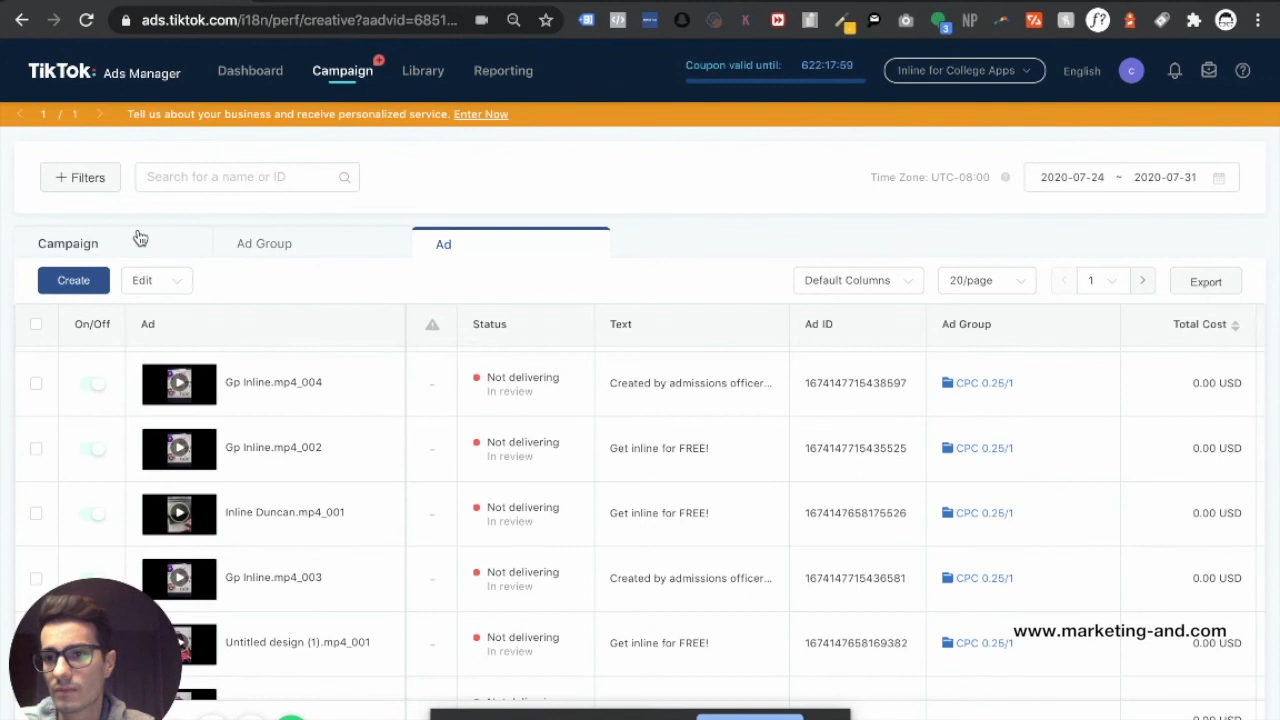 ads.tiktok.com/i18n/perf/creative?aadvid=6851...
TikTok: Ads Manager
Dashboard
Campaign
Library
Reporting
Coupon valid until: 622:17:59
Inline for College Apps
English
C
1 / 1
Tell us about your business and receive personalized service. Enter Now
+ Filters
Search for a name or ID
Time Zone: UTC-08:00
2020-07-24 ~ 2020-07-31
Campaign
Ad Group
Ad
Create
Edit
Default Columns
20/page
1
Export
On/Off
Ad
Status
Text
Ad ID
Ad Group
Total Cost
Gp Inline.mp4_004
-
Not delivering
In review
Created by admissions officer...
1674147715438597
CPC 0.25/1
0.00 USD
Gp Inline.mp4_002
-
Not delivering
In review
Get inline for FREE!
1674147715435525
CPC 0.25/1
0.00 USD
Inline Duncan.mp4_001
-
Not delivering
In review
Get inline for FREE!
1674147658175526
CPC 0.25/1
0.00 USD
Gp Inline.mp4_003
-
Not delivering
In review
Created by admissions officer...
1674147715436581
CPC 0.25/1
0.00 USD
Untitled design (1).mp4_001
-
Not delivering
In review
Get inline for FREE!
1674147658169382
CPC 0.25/1
0.00 USD
www.marketing-and.com